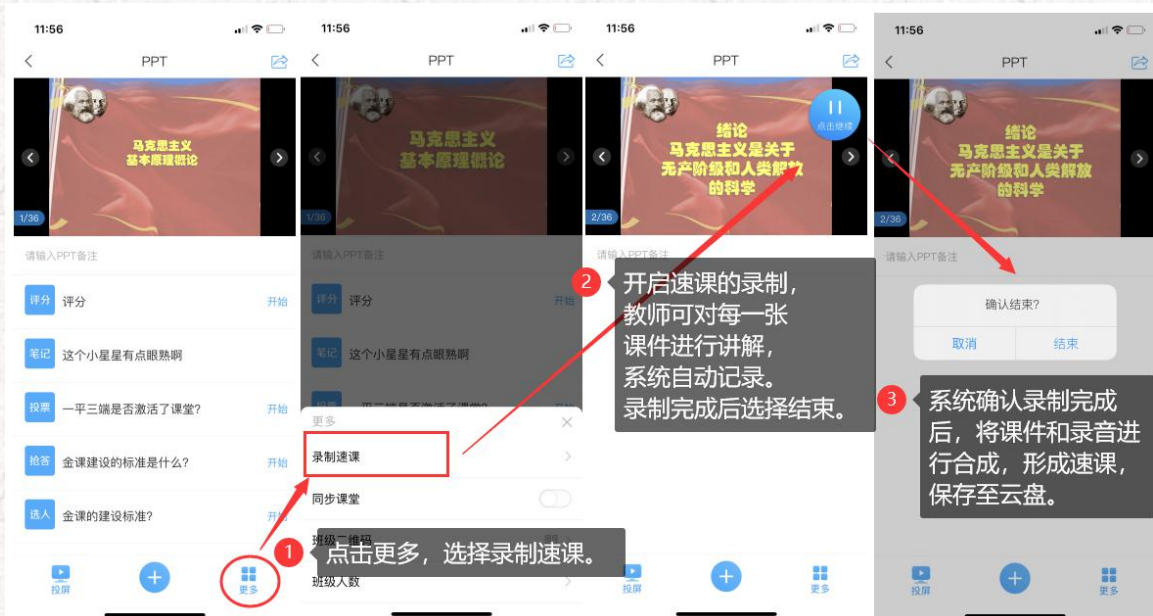 11:56
PPT
马克思主义
基本原理概论
1/36
请输入PPT备注
评分 评分 开始
笔记 这个小星星有点眼熟啊
投票 一平三端是否激活了课堂? 开始
抢答 金课建设的标准是什么? 开始
选人 金课的建设标准? 开始
投屏
更多
11:56
PPT
马克思主义
基本原理概论
1/36
请输入PPT备注
评分 评分 开始
笔记 这个小星星有点眼熟啊
投票 一平三端是否激活了课堂?
更多
录制速课
同步课堂
班级二维码
班级人数
1 点击更多，选择录制速课。
11:56
PPT
绪论
马克思主义是关于
无产阶级和人类解放
的科学
点击继续
2/36
请输入PPT备注
2 开启速课的录制，
教师可对每一张
课件进行讲解，
系统自动记录。
录制完成后选择结束。
投屏
更多
11:56
PPT
绪论
马克思主义是关于
无产阶级和人类解放
的科学
2/36
请输入PPT备注
确认结束?
取消 结束
3 系统确认录制完成
后，将课件和录音进
行合成，形成速课，
保存至云盘。
投屏
更多